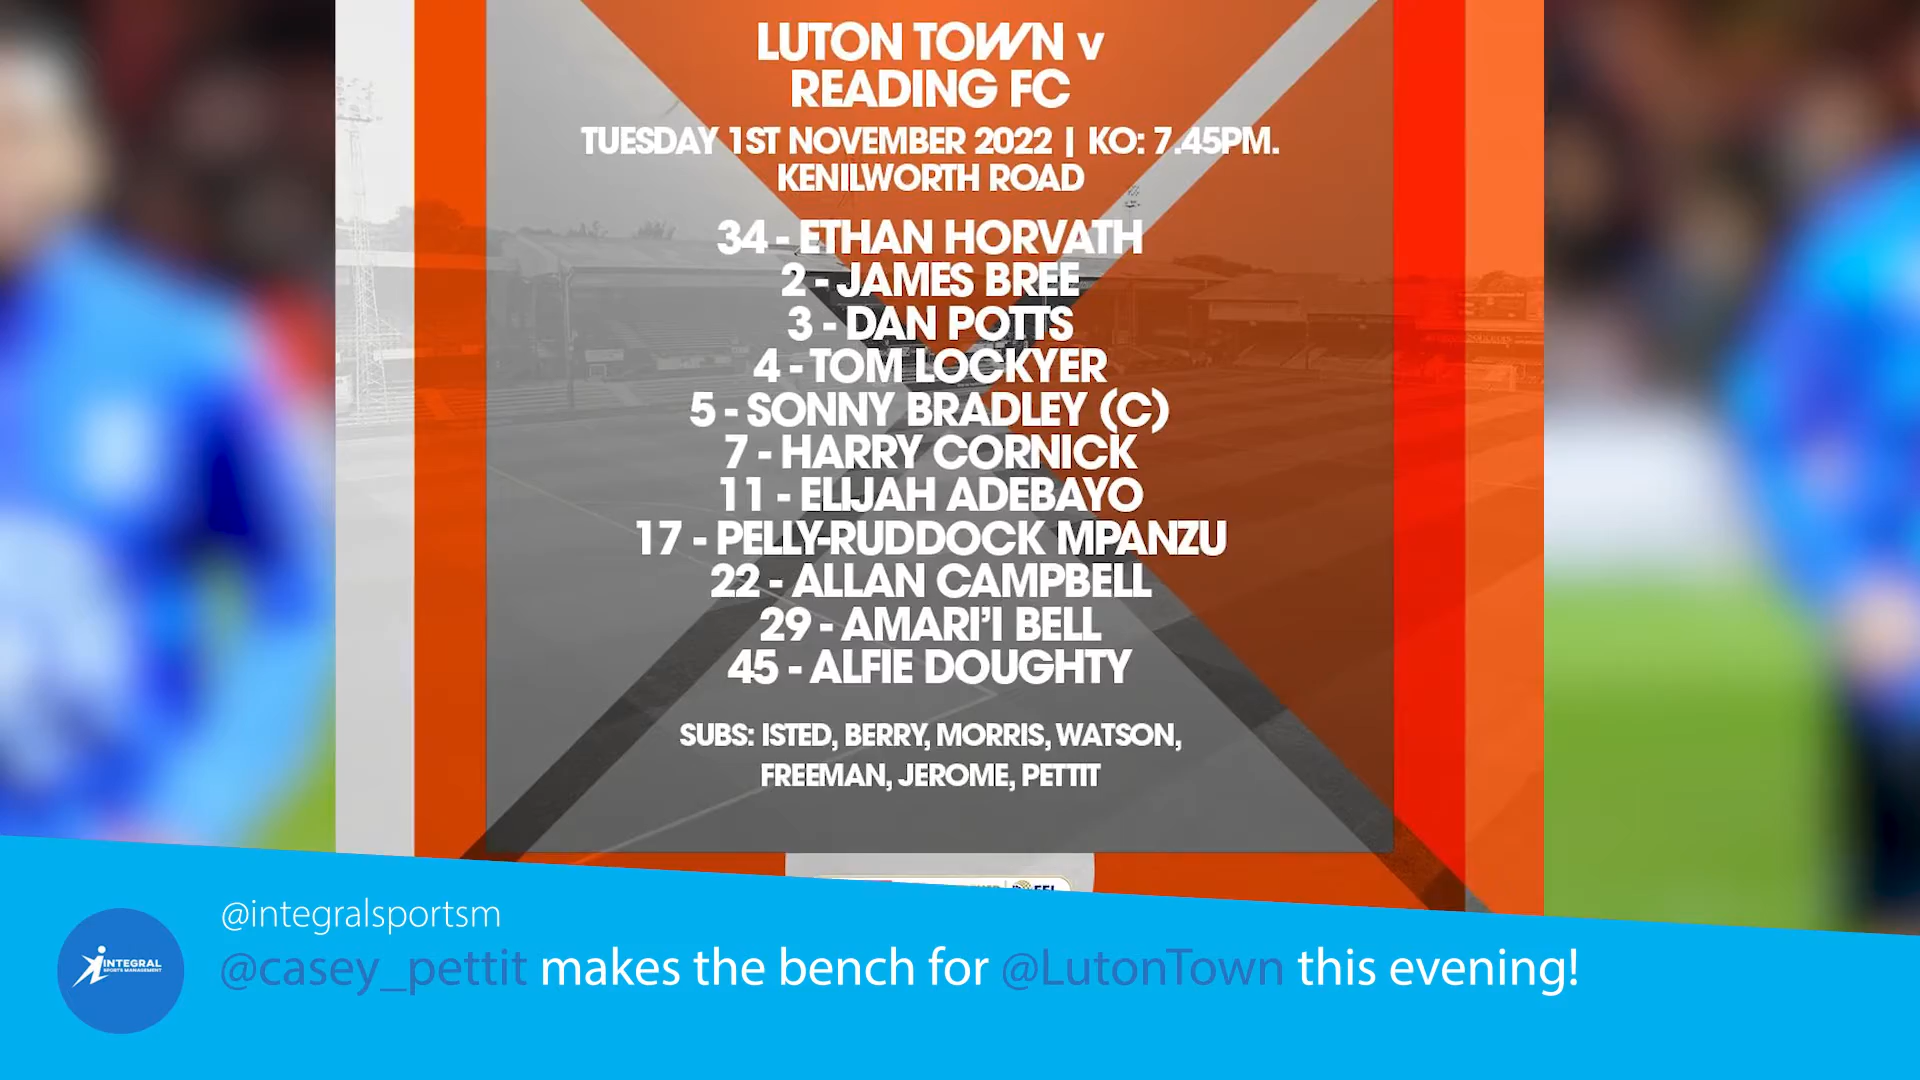 LUTON TOWN v
READING FC
TUESDAY 1ST NOVEMBER 2022 | KO: 7.45PM.
KENILWORTH ROAD
34 - ETHAN HORVATH
2 - JAMES BREE
3 - DAN POTTS
4 - TOM LOCKYER
5 - SONNY BRADLEY (C)
7 - HARRY CORNICK
11 - ELIJAH ADEBAYO
17 - PELLY-RUDDOCK MPANZU
22 - ALLAN CAMPBELL
29 - AMARI'I BELL
45 - ALFIE DOUGHTY
SUBS: ISTED, BERRY, MORRIS, WATSON,
FREEMAN, JEROME, PETTIT
@integralsportsm
@casey_pettit makes the bench for @LutonTown this evening!
INTEGRAL
SPORTS MANAGEMENT